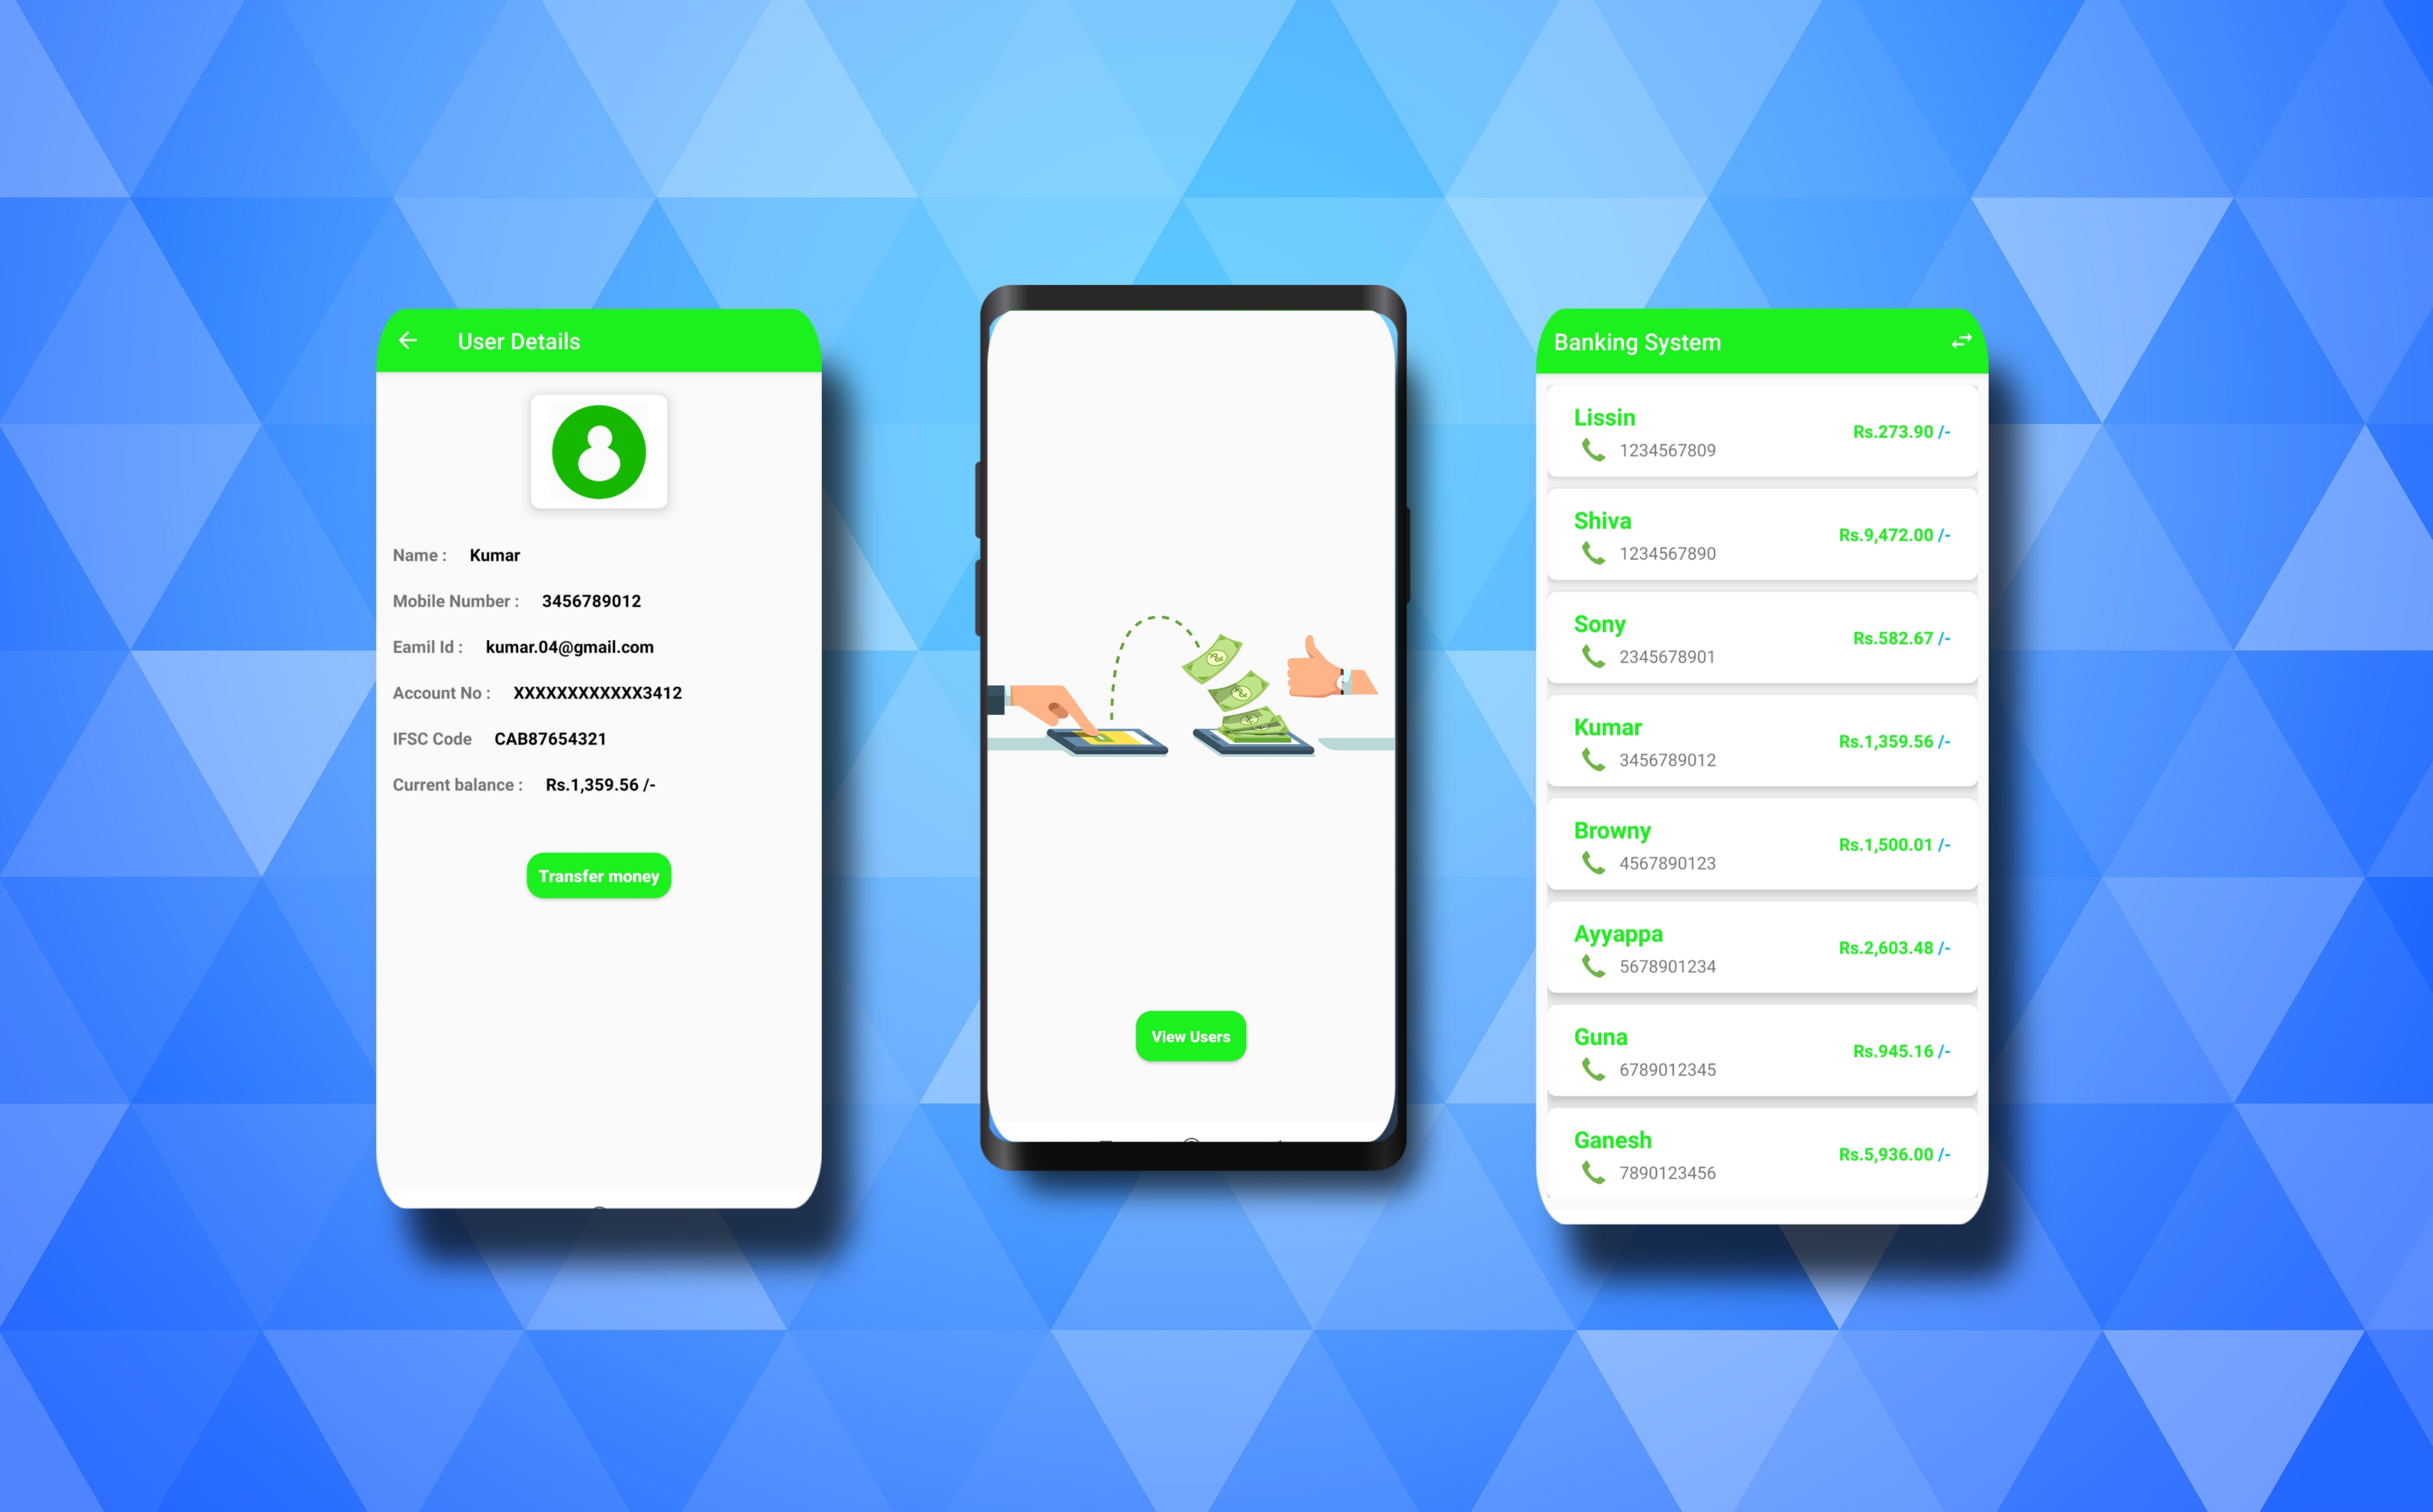 User Details
Name : Kumar
Mobile Number : 3456789012
Eamil Id : kumar.04@gmail.com
Account No : XXXXXXXXXXXX3412
IFSC Code CAB87654321
Current balance : Rs.1,359.56 /-
Transfer money
View Users
Banking System
Lissin
1234567809
Rs.273.90 /-
Shiva
1234567890
Rs.9,472.00 /-
Sony
2345678901
Rs.582.67 /-
Kumar
3456789012
Rs.1,359.56 /-
Browny
4567890123
Rs.1,500.01 /-
Ayyappa
5678901234
Rs.2,603.48 /-
Guna
6789012345
Rs.945.16 /-
Ganesh
7890123456
Rs.5,936.00 /-